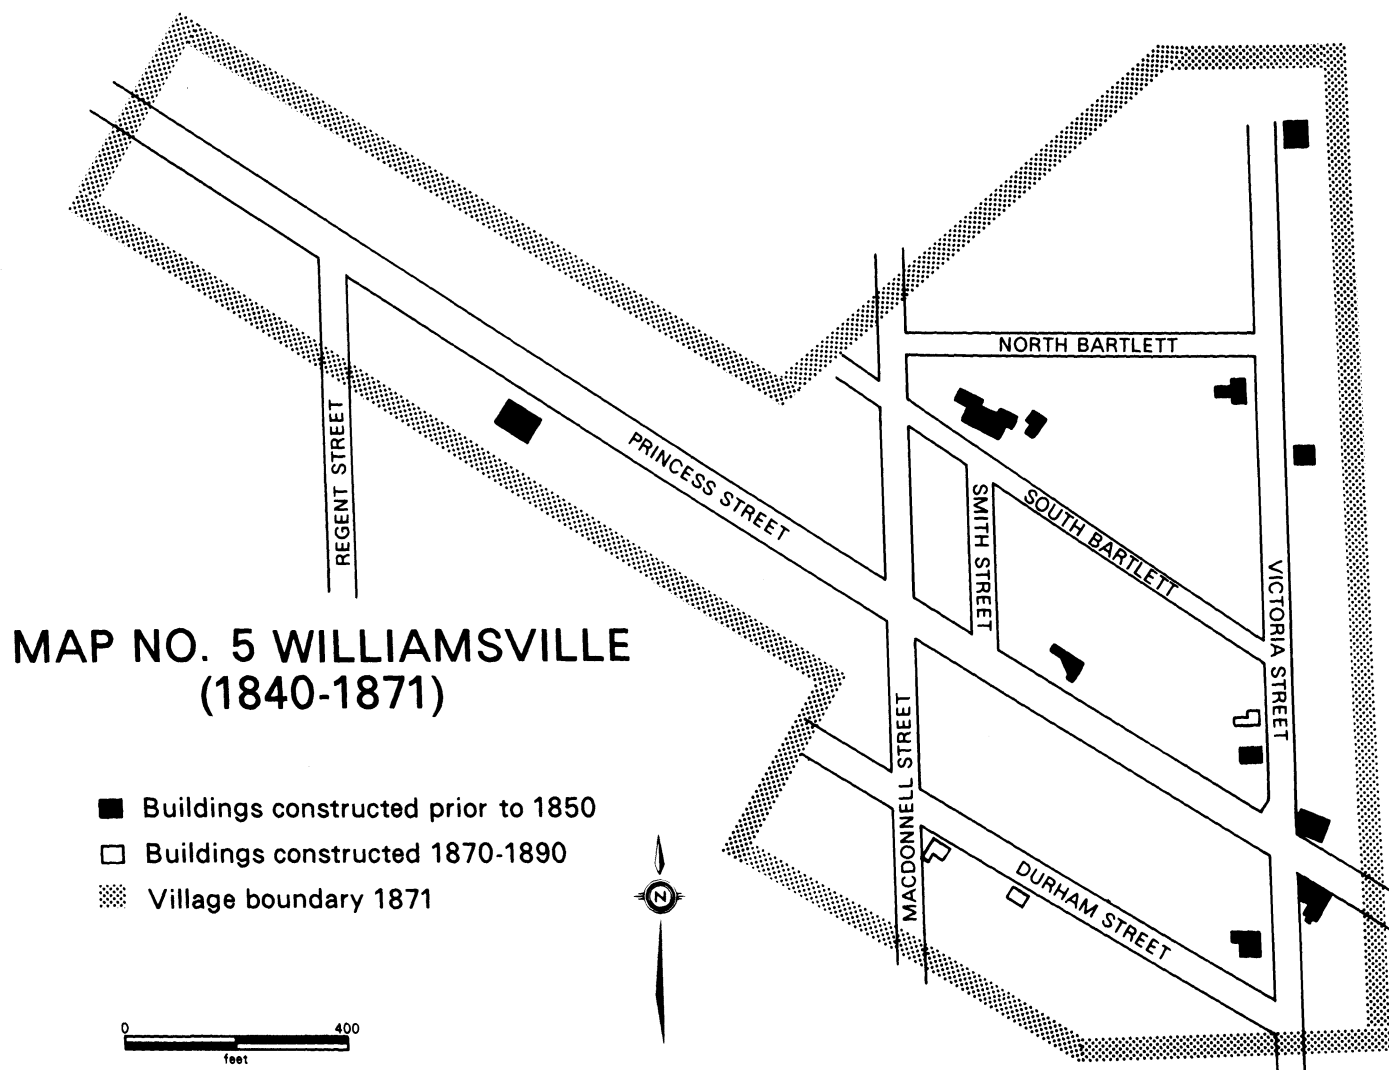 NORTH BARTLETT
REGENT STREET
PRINCESS STREET
SMITH STREET
SOUTH BARTLETT
VICTORIA STREET
MAP NO. 5 WILLIAMSVILLE
(1840-1871)
MACDONNELL STREET
DURHAM STREET
Buildings constructed prior to 1850
Buildings constructed 1870-1890
Village boundary 1871
N
0 400
feet